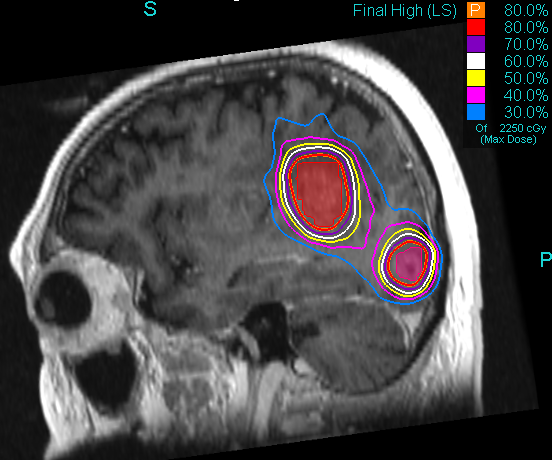 S
Final High (LS)
P 80.0%
80.0%
70.0%
60.0%
50.0%
40.0%
30.0%
Of 2250 cGy
(Max Dose)
P